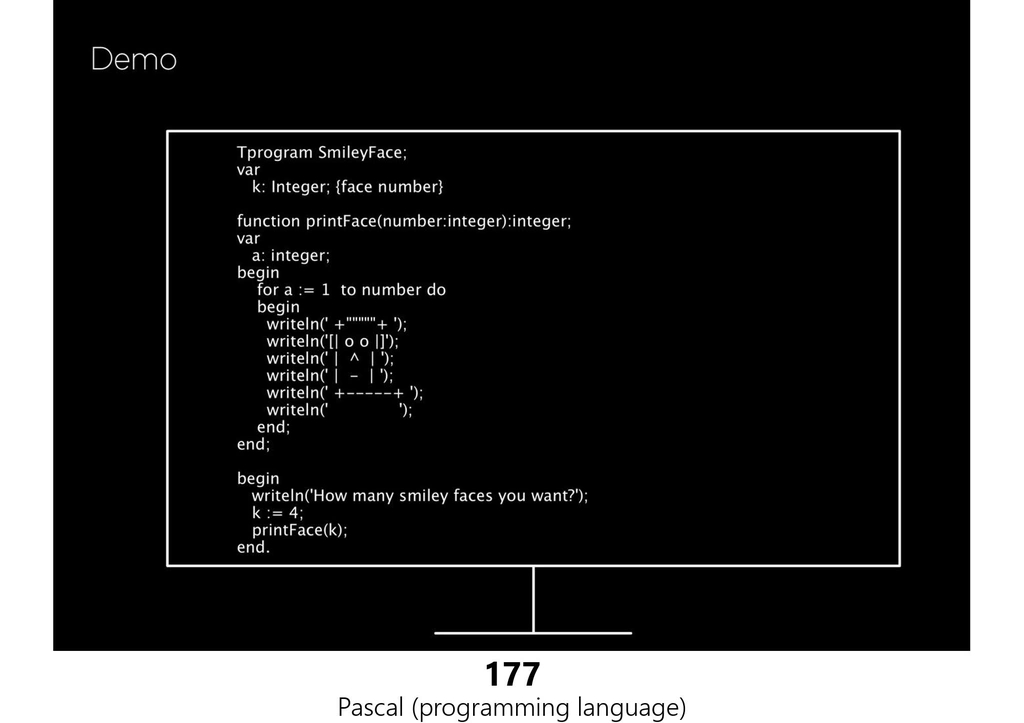 Demo
Tprogram SmileyFace;
var
k: Integer; {face number}
function printFace(number:integer):integer;
var
a: integer;
begin
for a := 1  to number do
begin
writeln(' +"""""+ ');
writeln('[| o o |]');
writeln(' |  ^  | ');
writeln(' |  -  | ');
writeln(' +-----+ ');
writeln('               ');
end;
end;
begin
writeln('How many smiley faces you want?');
k := 4;
printFace(k);
end.
177
Pascal (programming language)